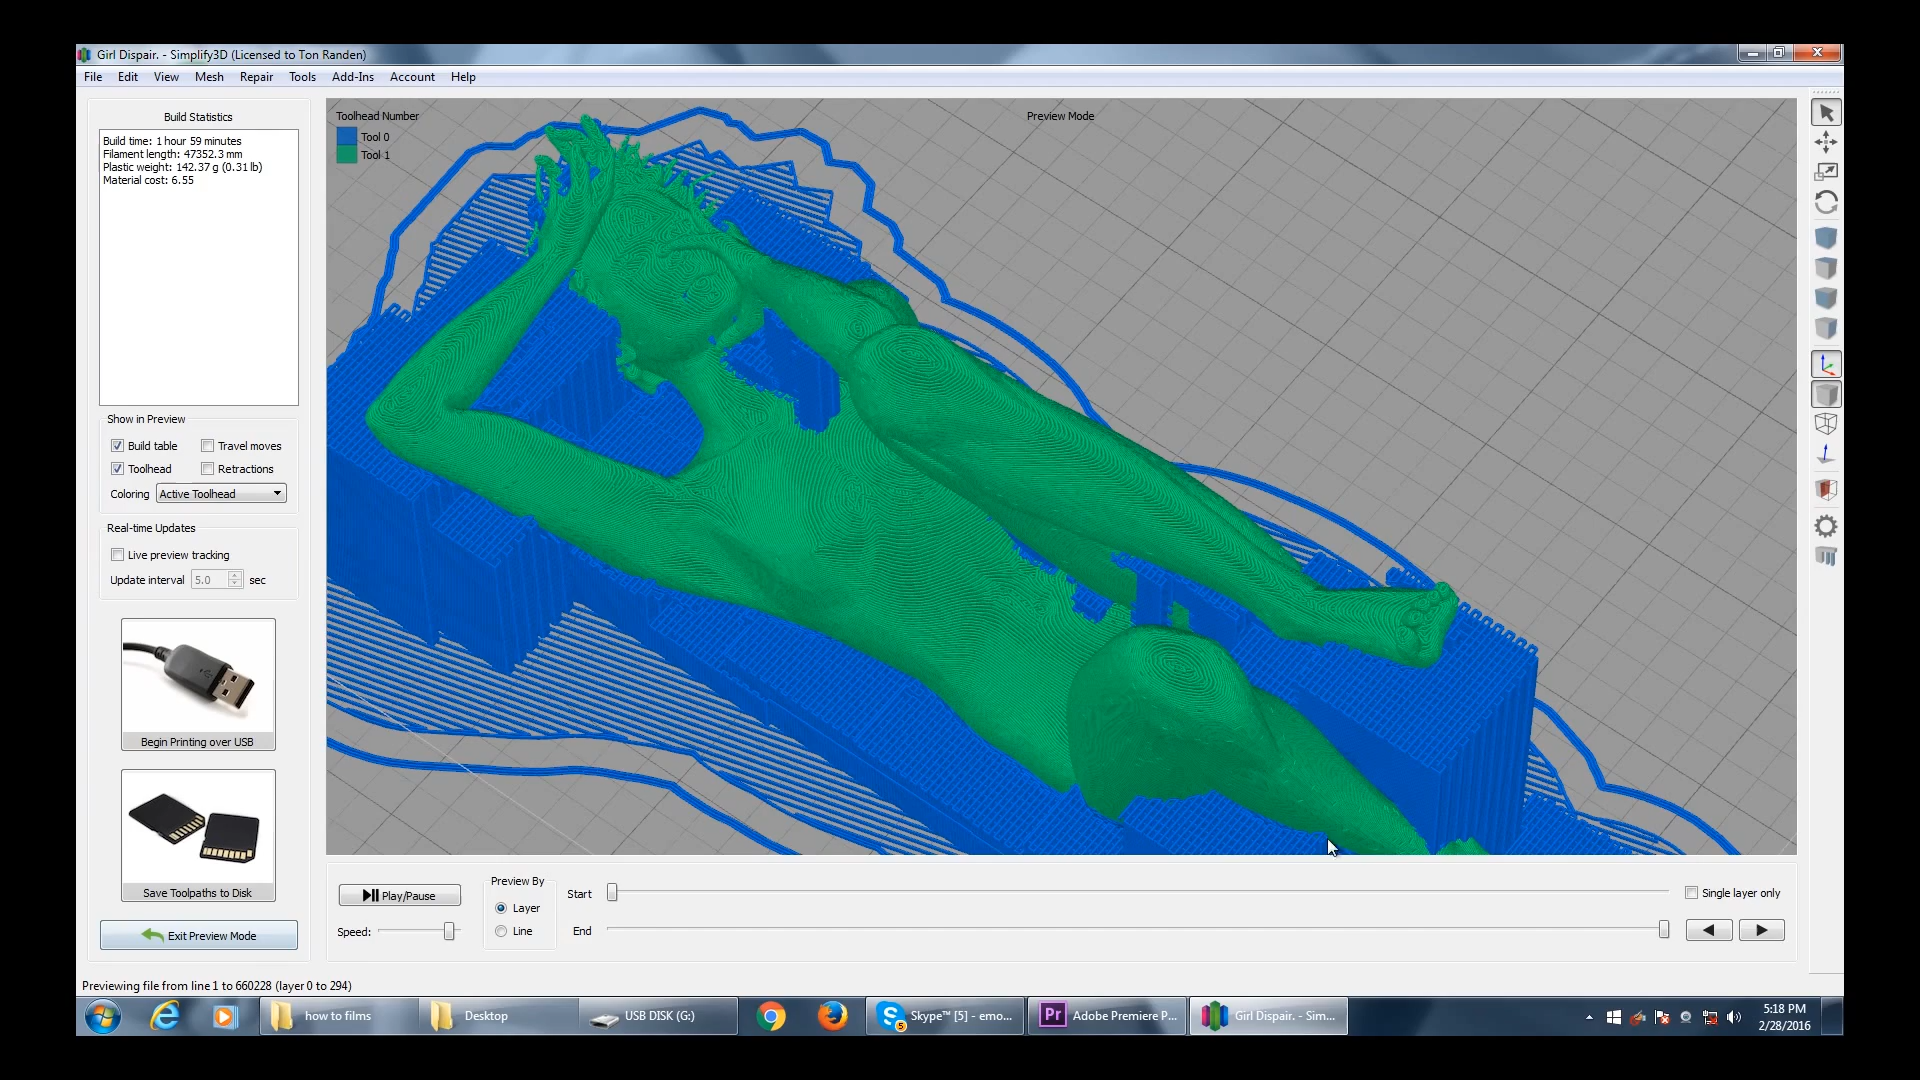 Girl Dispair. - Simplify3D (Licensed to Ton Randen)
File Edit View Mesh Repair Tools Add-Ins Account Help
Build Statistics
Build time: 1 hour 59 minutes
Filament length: 47352.3 mm
Plastic weight: 142.37 g (0.31 lb)
Material cost: 6.55
Show in Preview
Build table Travel moves
Toolhead Retractions
Coloring Active Toolhead
Real-time Updates
Live preview tracking
Update interval 5.0 sec
Begin Printing over USB
Save Toolpaths to Disk
Exit Preview Mode
Toolhead Number
Tool 0
Tool 1
Preview Mode
Play/Pause
Speed:
Preview By
Layer
Line
Start
End
Single layer only
Previewing file from line 1 to 660228 (layer 0 to 294)
how to films
Desktop
USB DISK (G:)
5
Skype™ [5] - emo...
Pr
Adobe Premiere P...
Girl Dispair. - Sim...
5:18 PM
2/28/2016